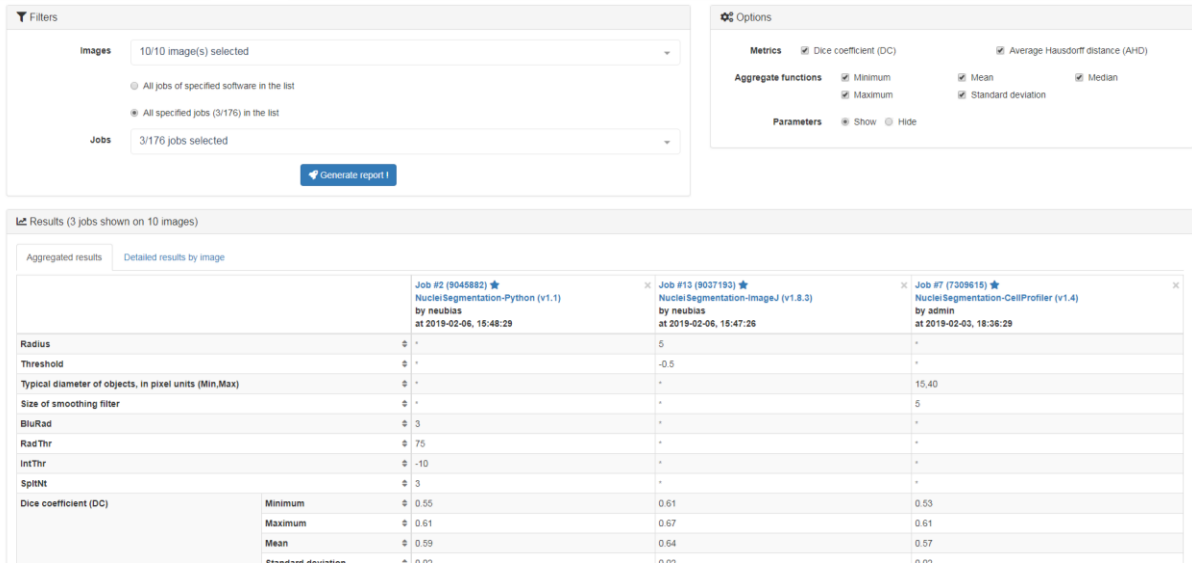 Filters
Images 10/10 image(s) selected
All jobs of specified software in the list
All specified jobs (3/176) in the list
Jobs 3/176 jobs selected
Generate report !
Options
Metrics Dice coefficient (DC) Average Hausdorff distance (AHD)
Aggregate functions Minimum Mean Median
Maximum Standard deviation
Parameters Show Hide
Results (3 jobs shown on 10 images)
Aggregated results Detailed results by image
Job #2 (9045882) × Job #13 (9037193) × Job #7 (7309615) ×
NucleiSegmentation-Python (v1.1) NucleiSegmentation-ImageJ (v1.8.3) NucleiSegmentation-CellProfiler (v1.4)
by neubias by neubias by admin
at 2019-02-06, 15:48:29 at 2019-02-06, 15:47:26 at 2019-02-03, 18:36:29
Radius * 5 *
Threshold * -0.5 *
Typical diameter of objects, in pixel units (Min,Max) * * 15,40
Size of smoothing filter * * 5
BluRad 3 * *
RadThr 75 * *
IntThr -10 * *
SpltNt 3 * *
Dice coefficient (DC) Minimum 0.55 0.61 0.53
Maximum 0.61 0.67 0.61
Mean 0.59 0.64 0.57
Standard deviation 0.02 0.02 0.02